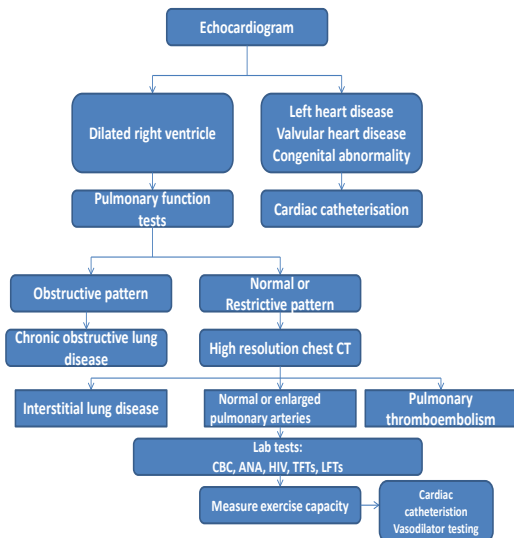 Echocardiogram
Dilated right ventricle
Left heart disease
Valvular heart disease
Congenital abnormality
Pulmonary function
tests
Cardiac catheterisation
Obstructive pattern
Normal or
Restrictive pattern
Chronic obstructive lung
disease
High resolution chest CT
Interstitial lung disease
Normal or enlarged
pulmonary arteries
Pulmonary
thromboembolism
Lab tests:
CBC, ANA, HIV, TFTs, LFTs
Measure exercise capacity
Cardiac
catheteristion
Vasodilator testing